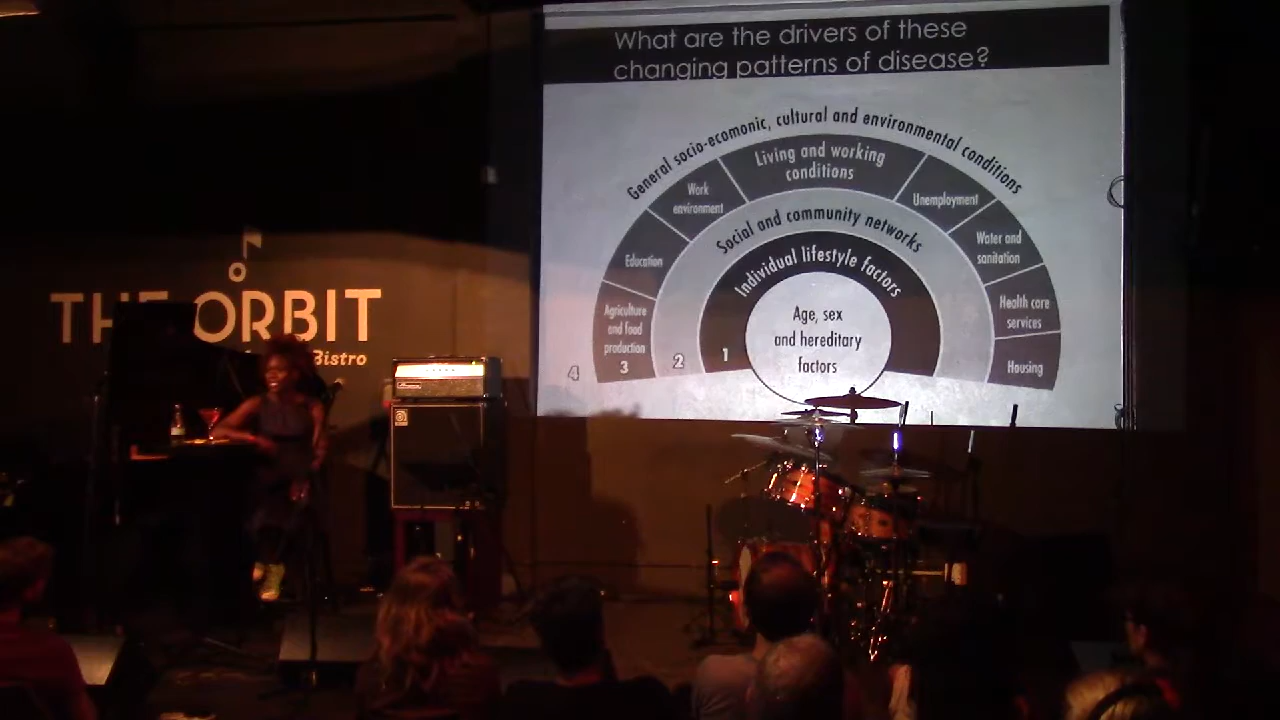 What are the drivers of these
changing patterns of disease?
General socio-ecomonic, cultural and environmental conditions
Living and working
conditions
Work
environment
Unemployment
Education
Water and
sanitation
Agriculture
and food
production
Health care
services
Housing
Social and community networks
Individual lifestyle factors
Age, sex
and hereditary
factors
4
3
2
1
THE ORBIT
Bistro